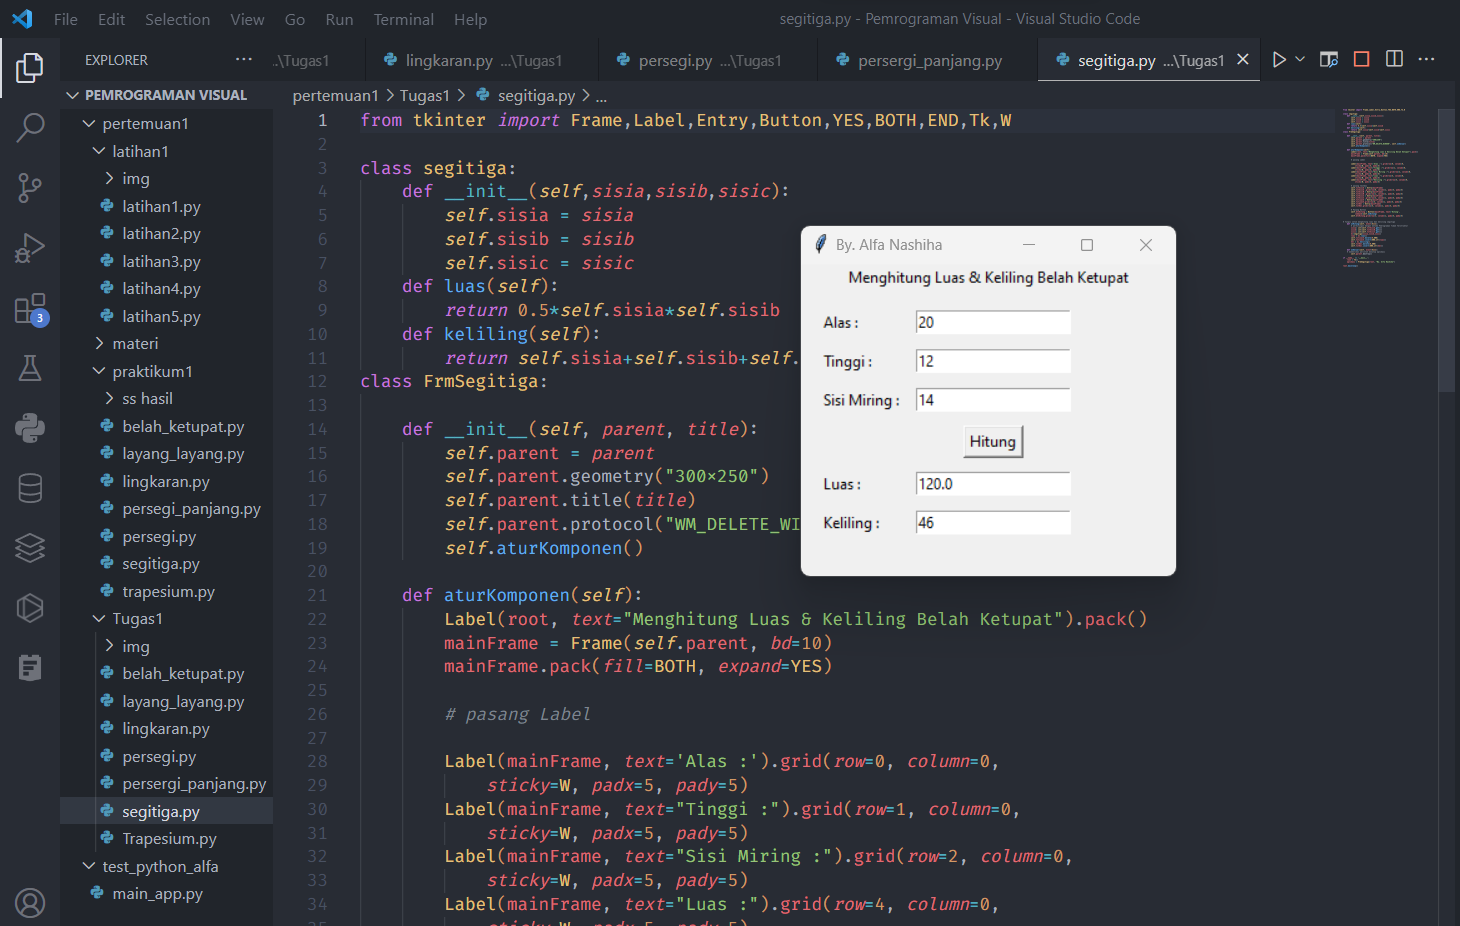 File Edit Selection View Go Run Terminal Help
segitiga.py - Pemrograman Visual - Visual Studio Code
EXPLORER ···
..\Tugas1
lingkaran.py ...\Tugas1
persegi.py ...\Tugas1
persergi_panjang.py
segitiga.py ...\Tugas1
PEMROGRAMAN VISUAL
pertemuan1
latihan1
img
latihan1.py
latihan2.py
latihan3.py
latihan4.py
latihan5.py
materi
praktikum1
ss hasil
belah_ketupat.py
layang_layang.py
lingkaran.py
persegi_panjang.py
persegi.py
segitiga.py
trapesium.py
Tugas1
img
belah_ketupat.py
layang_layang.py
lingkaran.py
persegi.py
persergi_panjang.py
segitiga.py
Trapesium.py
test_python_alfa
main_app.py
3
pertemuan1 > Tugas1 > segitiga.py > ...
1 from tkinter import Frame,Label,Entry,Button,YES,BOTH,END,Tk,W
2
3 class segitiga:
4 def __init__(self,sisia,sisib,sisic):
5 self.sisia = sisia
6 self.sisib = sisib
7 self.sisic = sisic
8 def luas(self):
9 return 0.5*self.sisia*self.sisib
10 def keliling(self):
11 return self.sisia+self.sisib+self.
12 class FrmSegitiga:
13
14 def __init__(self, parent, title):
15 self.parent = parent
16 self.parent.geometry("300×250")
17 self.parent.title(title)
18 self.parent.protocol("WM_DELETE_WI
19 self.aturKomponen()
20
21 def aturKomponen(self):
22 Label(root, text="Menghitung Luas & Keliling Belah Ketupat").pack()
23 mainFrame = Frame(self.parent, bd=10)
24 mainFrame.pack(fill=BOTH, expand=YES)
25
26 # pasang Label
27
28 Label(mainFrame, text='Alas :').grid(row=0, column=0,
29 sticky=W, padx=5, pady=5)
30 Label(mainFrame, text="Tinggi :").grid(row=1, column=0,
31 sticky=W, padx=5, pady=5)
32 Label(mainFrame, text="Sisi Miring :").grid(row=2, column=0,
33 sticky=W, padx=5, pady=5)
34 Label(mainFrame, text="Luas :").grid(row=4, column=0,
By. Alfa Nashiha
Menghitung Luas & Keliling Belah Ketupat
Alas : 20
Tinggi : 12
Sisi Miring : 14
Hitung
Luas : 120.0
Keliling : 46